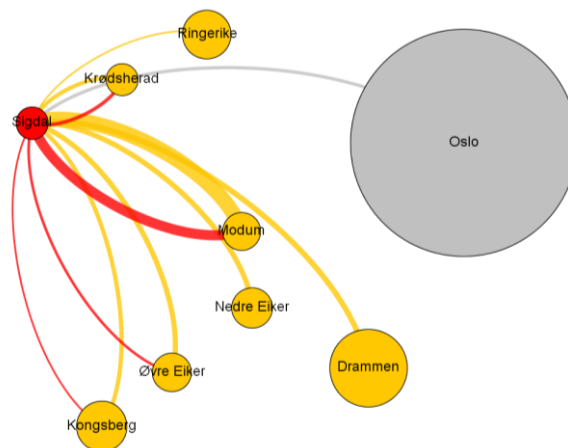 Ringerike
Krødsherad
Sigdal
Oslo
Modum
Nedre Eiker
Drammen
Øvre Eiker
Kongsberg